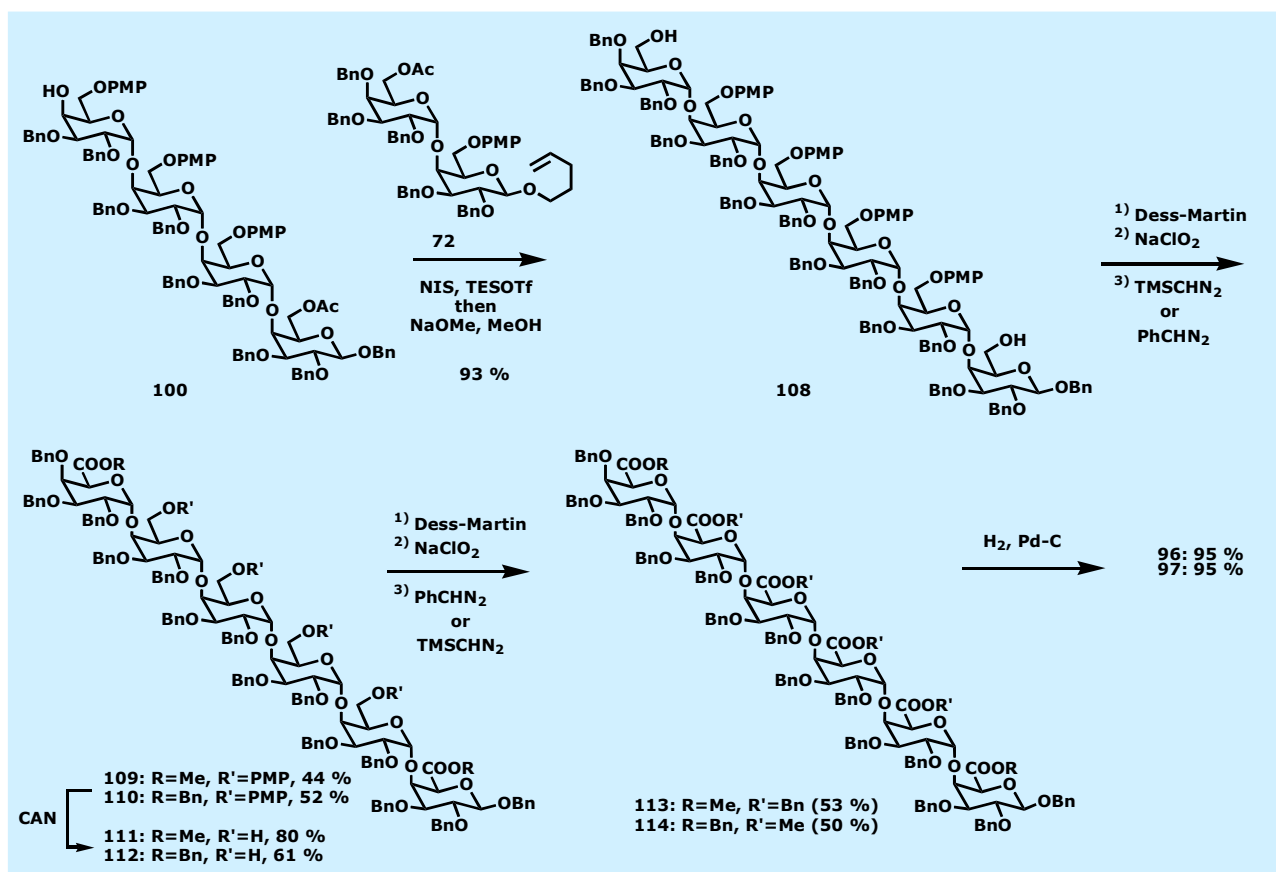 HO
OPMP
O
BnO
BnO
O
OPMP
O
BnO
BnO
O
OPMP
O
BnO
BnO
O
OAc
O
BnO
OBn
BnO
100
BnO
OAc
O
BnO
BnO
O
OPMP
O
BnO
O
BnO
72
NIS, TESOTf
then
NaOMe, MeOH
93 %
BnO
OH
O
BnO
BnO
O
OPMP
O
BnO
BnO
O
OPMP
O
BnO
BnO
O
OPMP
O
BnO
BnO
O
OPMP
O
BnO
BnO
O
OH
O
BnO
OBn
BnO
108
1) Dess-Martin
2) NaClO2
3) TMSCHN2
or
PhCHN2
BnO
COOR
O
BnO
BnO
O
OR'
O
BnO
BnO
O
OR'
O
BnO
BnO
O
OR'
O
BnO
BnO
O
OR'
O
BnO
BnO
O
COOR
O
BnO
OBn
BnO
109: R=Me, R'=PMP, 44 %
110: R=Bn, R'=PMP, 52 %
CAN
111: R=Me, R'=H, 80 %
112: R=Bn, R'=H, 61 %
1) Dess-Martin
2) NaClO2
3) PhCHN2
or
TMSCHN2
BnO
COOR
O
BnO
BnO
O
COOR'
O
BnO
BnO
O
COOR'
O
BnO
BnO
O
COOR'
O
BnO
BnO
O
COOR'
O
BnO
BnO
O
COOR
O
BnO
OBn
BnO
113: R=Me, R'=Bn (53 %)
114: R=Bn, R'=Me (50 %)
H2, Pd-C
96: 95 %
97: 95 %